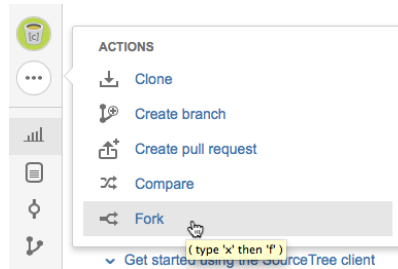 ACTIONS
Clone
Create branch
Create pull request
Compare
Fork
( type 'x' then 'f' )
Get started using the SourceTree client